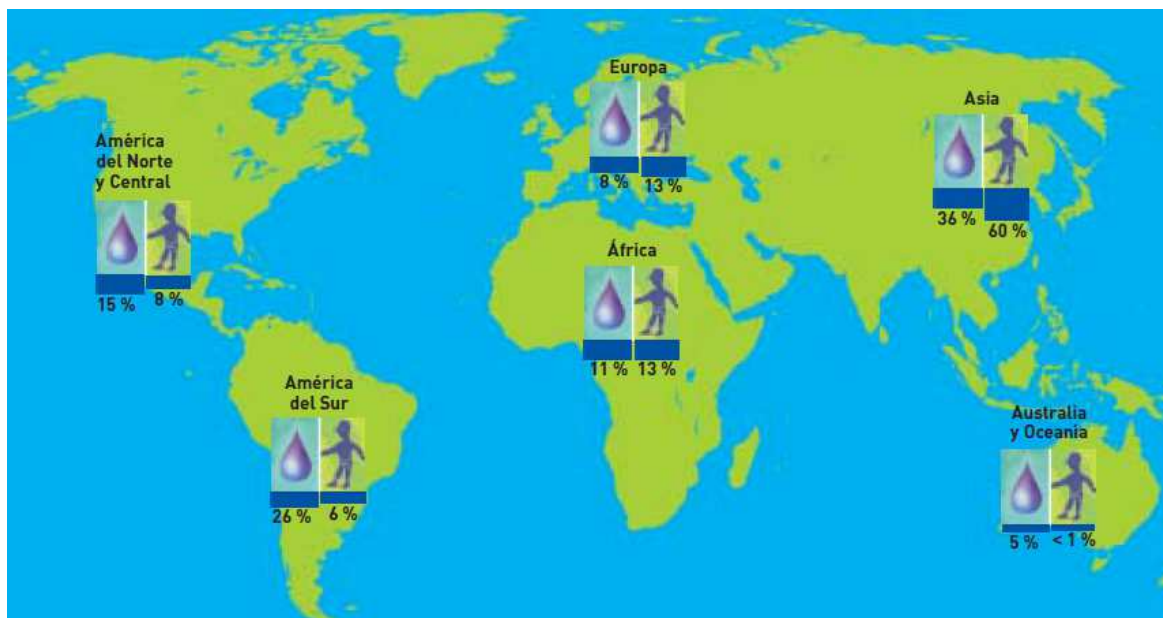 América
del Norte
y Central
15 % 8 %
América
del Sur
26 % 6 %
Europa
8 % 13 %
África
11 % 13 %
Asia
36 % 60 %
Australia
y Oceanía
5 % < 1 %